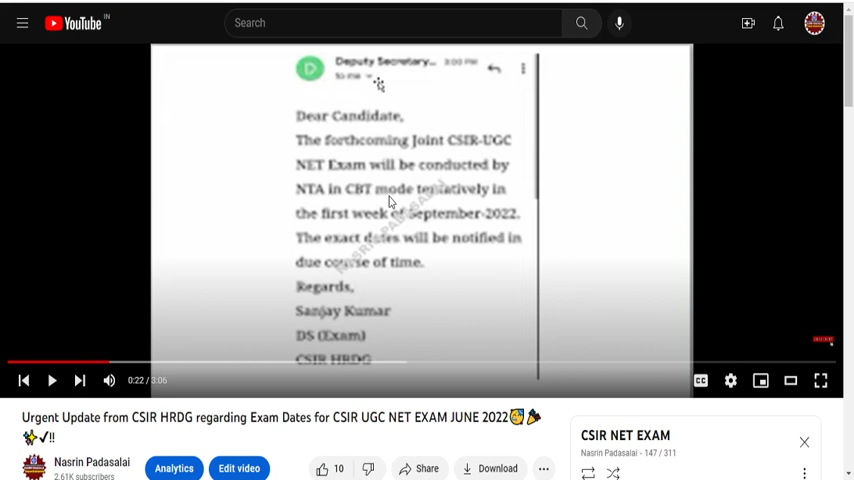 YouTube IN
Search
Deputy Secretary... 3:00 PM
to me
Dear Candidate,
The forthcoming Joint CSIR-UGC
NET Exam will be conducted by
NTA in CBT mode tentatively in
the first week of September-2022.
The exact dates will be notified in
due course of time.
Regards,
Sanjay Kumar
DS (Exam)
CSIR HRDG
NASRIN PADASALAI
0:22 / 3:06
CC
Urgent Update from CSIR HRDG regarding Exam Dates for CSIR UGC NET EXAM JUNE 2022🥳🎉
✨✓!!
Nasrin Padasalai
2.61K subscribers
Analytics
Edit video
10
Share
Download
CSIR NET EXAM
Nasrin Padasalai - 147 / 311